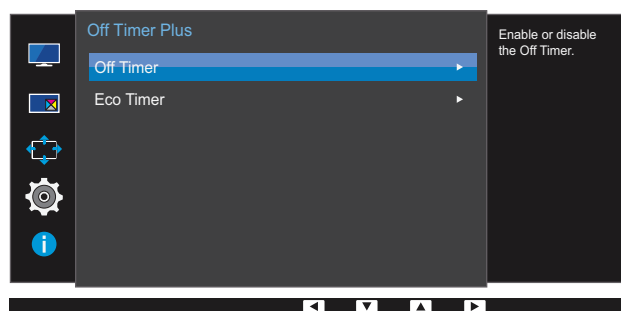 Off Timer Plus
Off Timer
Eco Timer
Enable or disable
the Off Timer.